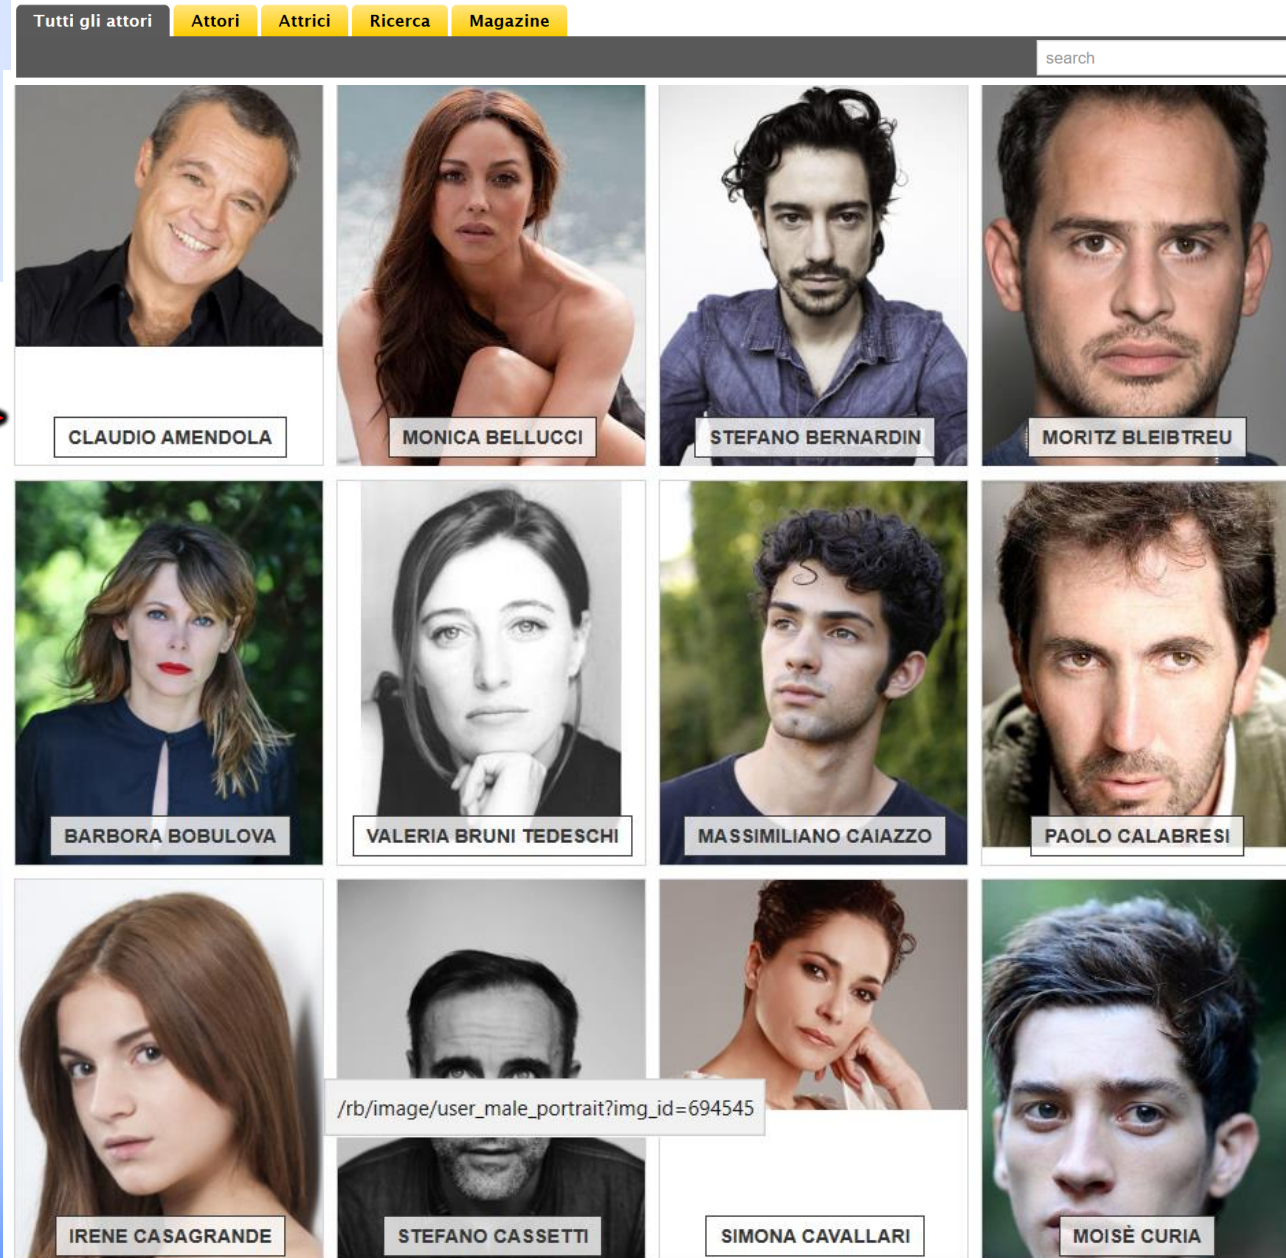 Tutti gli attori Attori Attrici Ricerca Magazine
search
CLAUDIO AMENDOLA MONICA BELLUCCI STEFANO BERNARDIN MORITZ BLEIBTREU
BARBORA BOBULOVA VALERIA BRUNI TEDESCHI MASSIMILIANO CAIAZZO PAOLO CALABRESI
/rb/image/user_male_portrait?img_id=694545
IRENE CASAGRANDE STEFANO CASSETTI SIMONA CAVALLARI MOISÈ CURIA